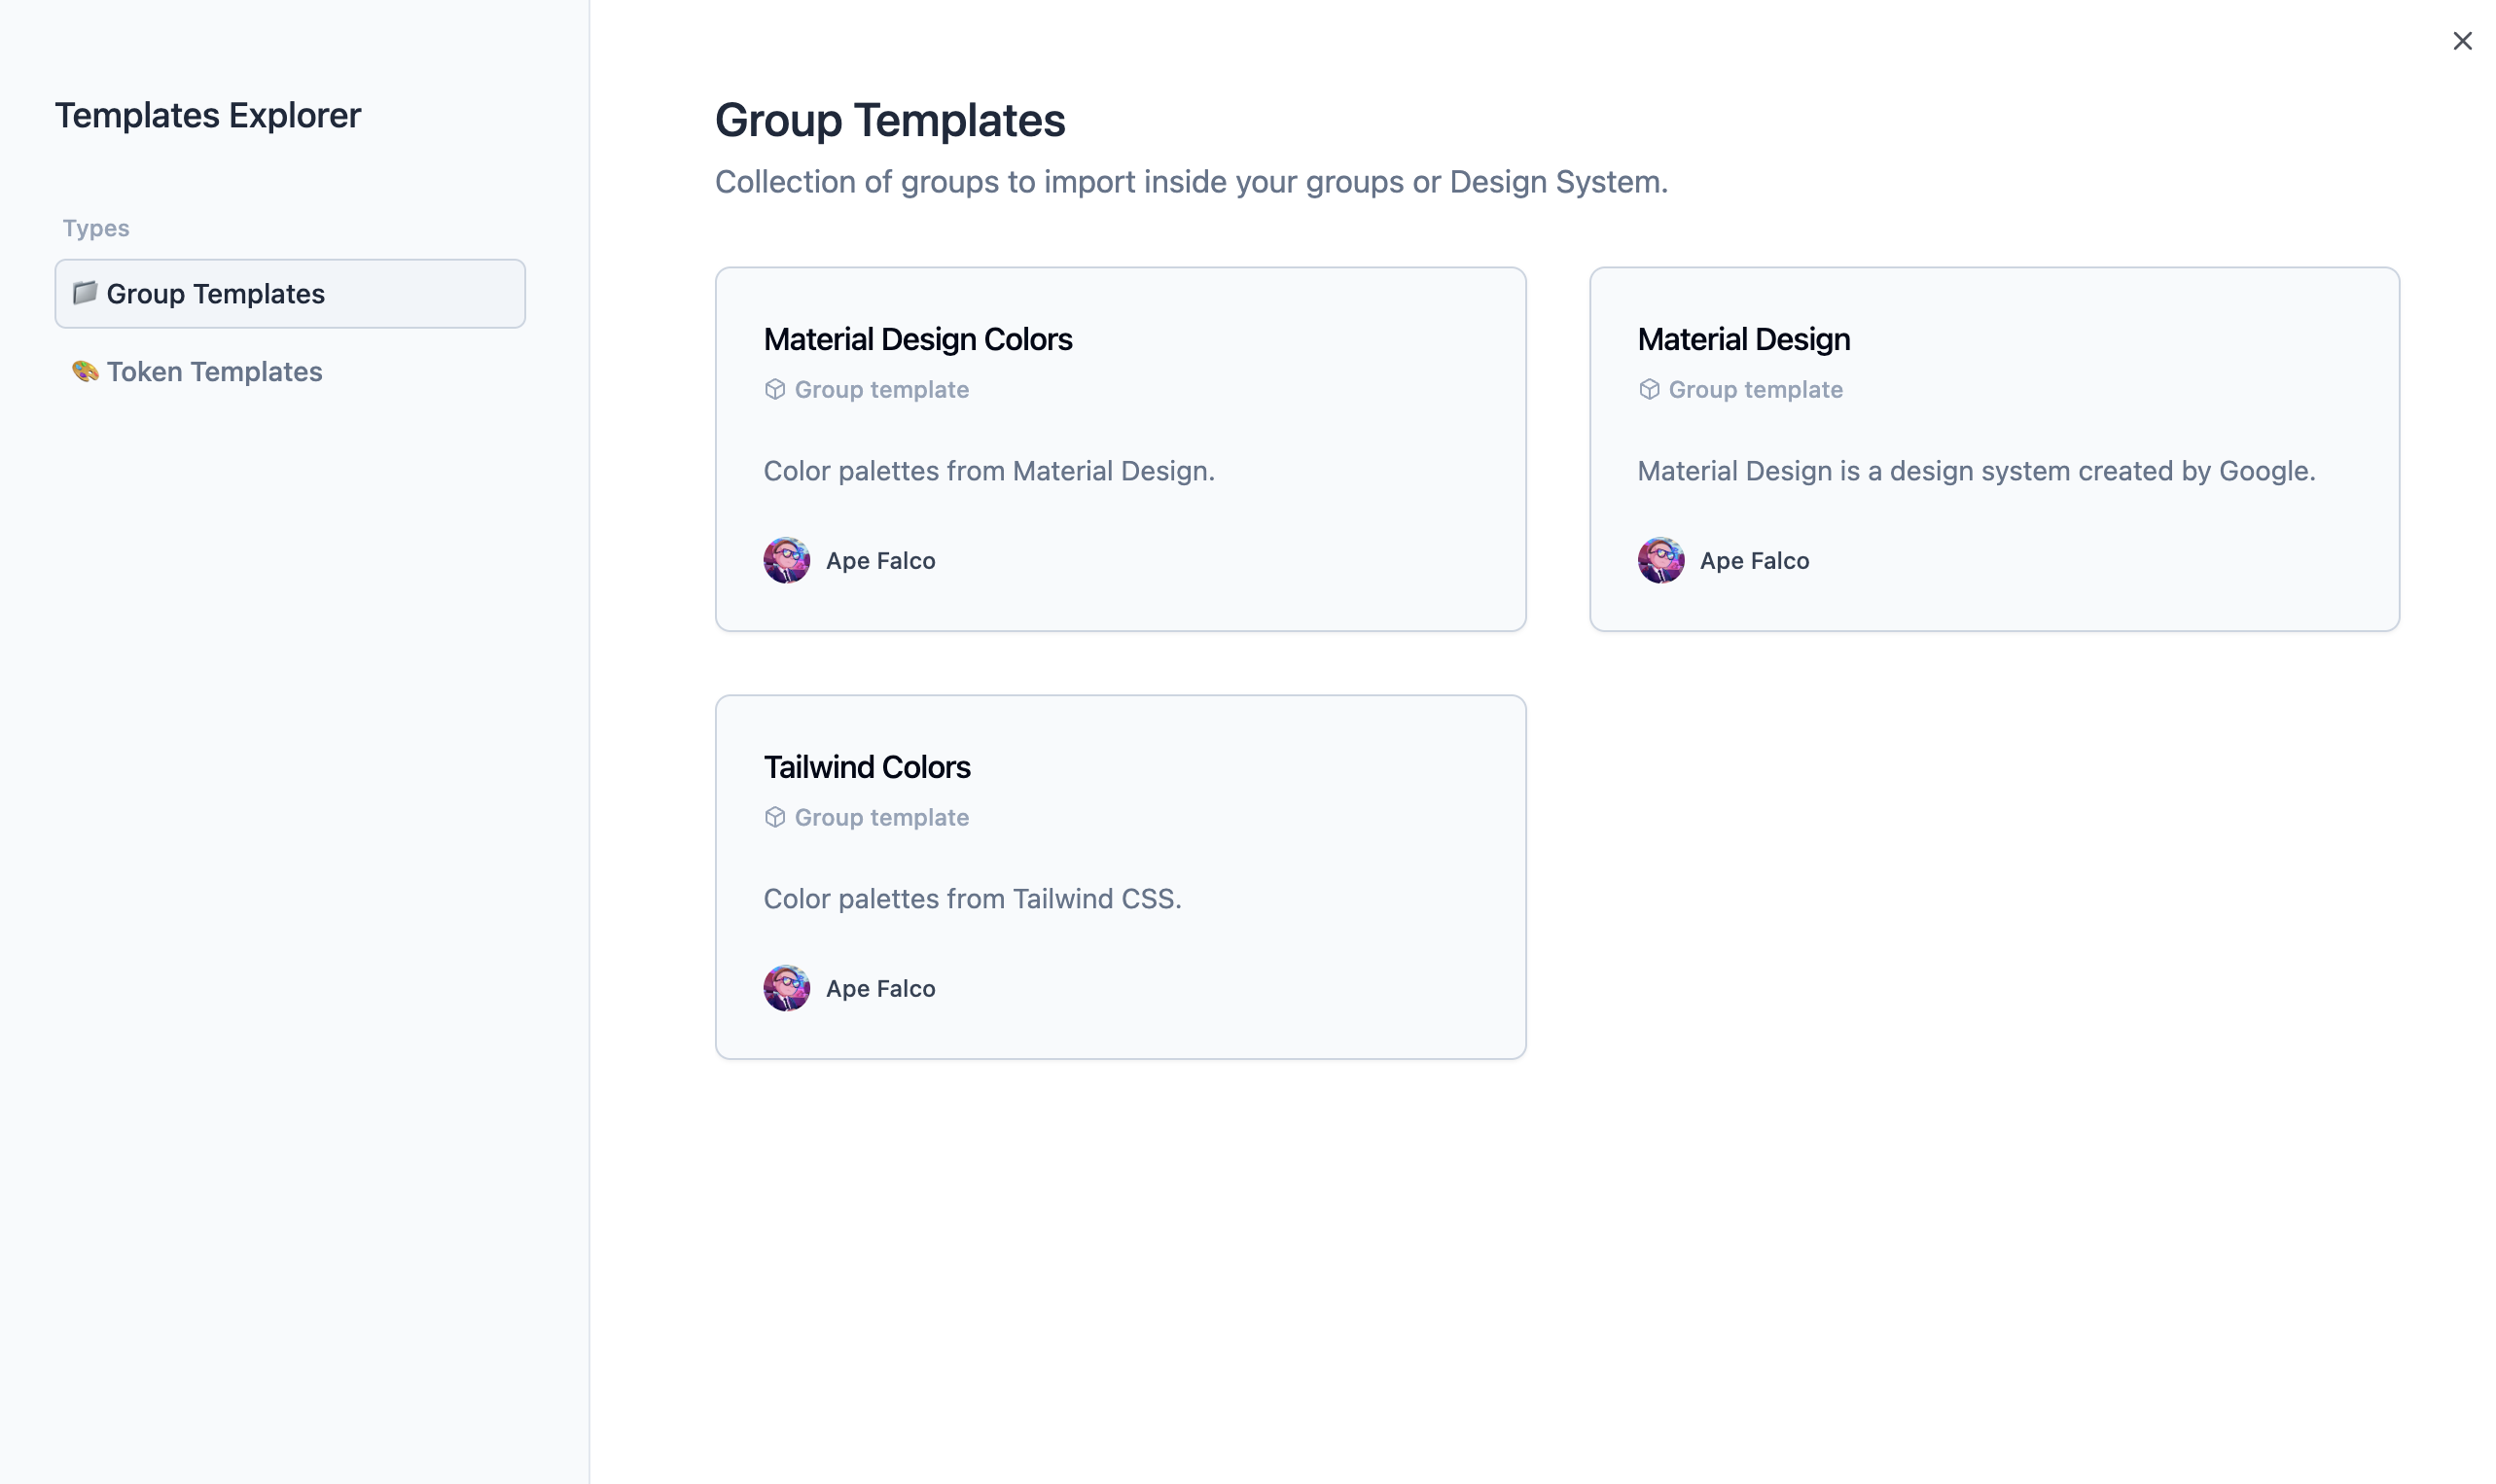 Templates Explorer
Types
Group Templates
Token Templates
Group Templates
Collection of groups to import inside your groups or Design System.
Material Design Colors
Group template
Color palettes from Material Design.
Ape Falco
Material Design
Group template
Material Design is a design system created by Google.
Ape Falco
Tailwind Colors
Group template
Color palettes from Tailwind CSS.
Ape Falco